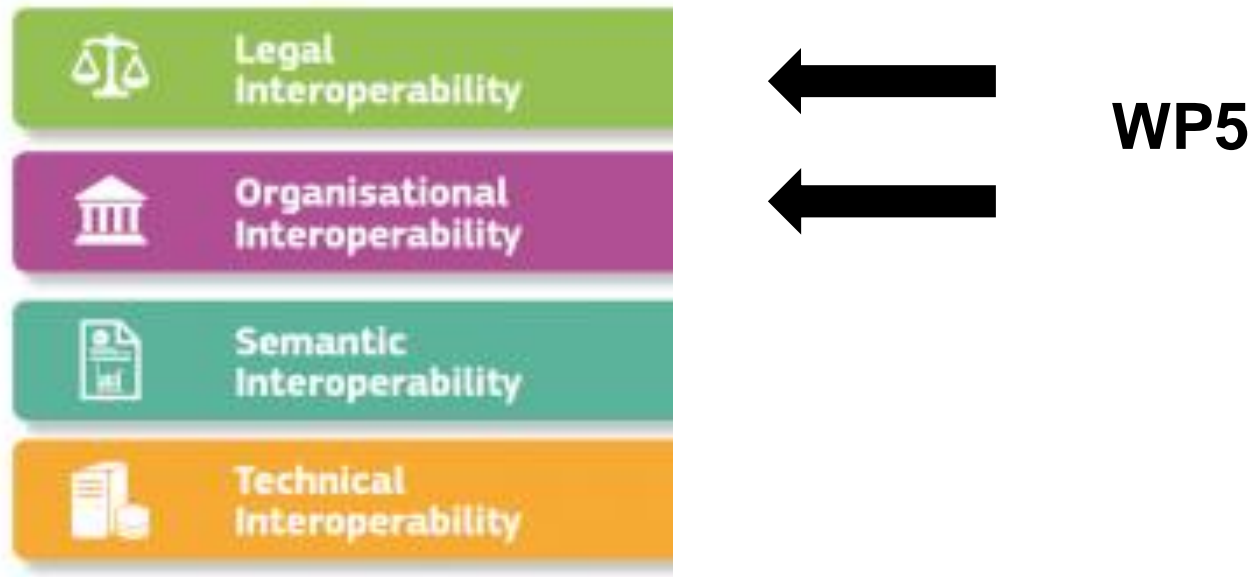 Legal
Interoperability
WP5
Organisational
Interoperability
Semantic
Interoperability
Technical
Interoperability